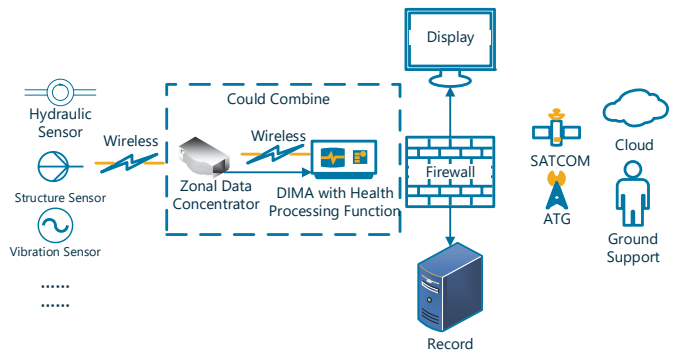 Display
Could Combine
Hydraulic
Sensor
Wireless
Wireless
Structure Sensor
Zonal Data
Concentrator
DIMA with Health
Processing Function
Firewall
SATCOM
Cloud
Vibration Sensor
ATG
Ground
Support
......
......
Record